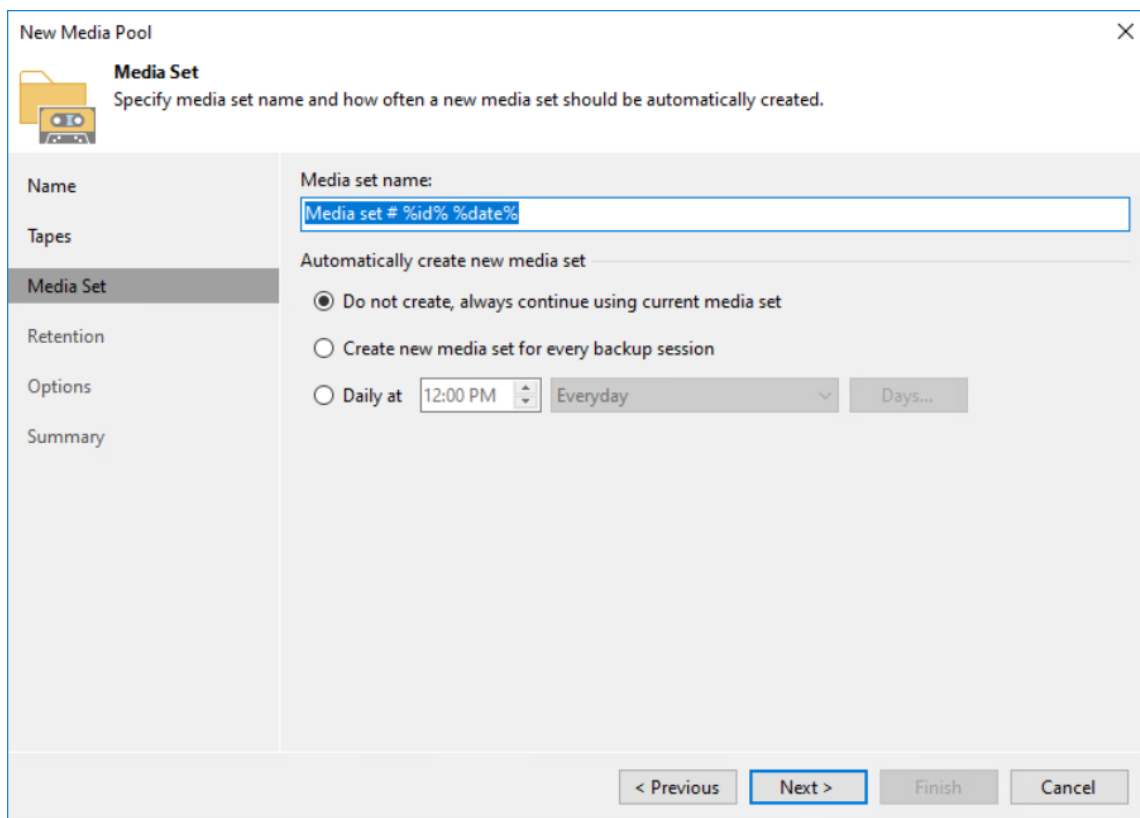 New Media Pool
Media Set
Specify media set name and how often a new media set should be automatically created.
Name
Tapes
Media Set
Retention
Options
Summary
Media set name:
Media set # %id% %date%
Automatically create new media set
Do not create, always continue using current media set
Create new media set for every backup session
Daily at 12:00 PM Everyday Days...
< Previous Next > Finish Cancel